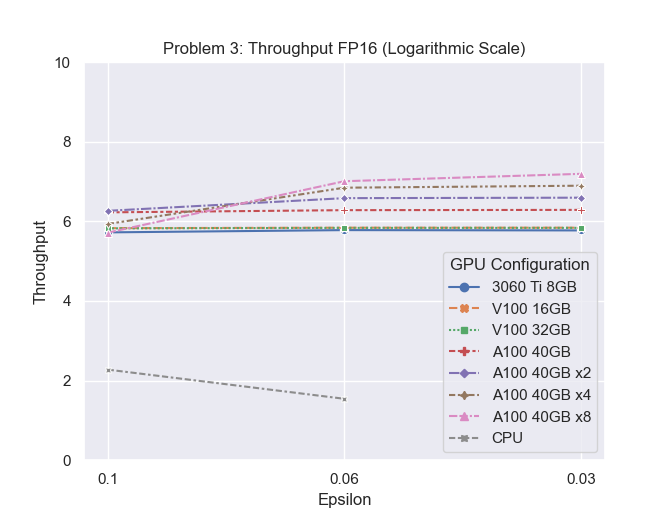 Problem 3: Throughput FP16 (Logarithmic Scale)
10
8
6
4
2
0
Throughput
0.1
0.06
0.03
Epsilon
GPU Configuration
3060 Ti 8GB
V100 16GB
V100 32GB
A100 40GB
A100 40GB x2
A100 40GB x4
A100 40GB x8
CPU